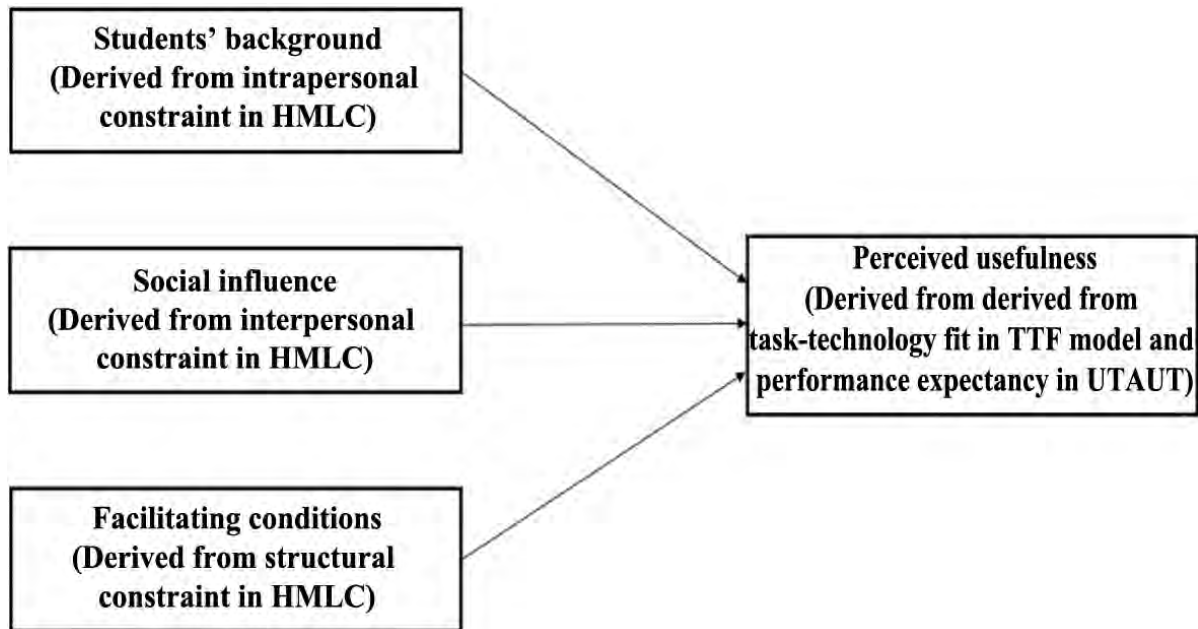 Students' background
(Derived from intrapersonal
constraint in HMLC)
Social influence
(Derived from interpersonal
constraint in HMLC)
Facilitating conditions
(Derived from structural
constraint in HMLC)
Perceived usefulness
(Derived from derived from
task-technology fit in TTF model and
performance expectancy in UTAUT)